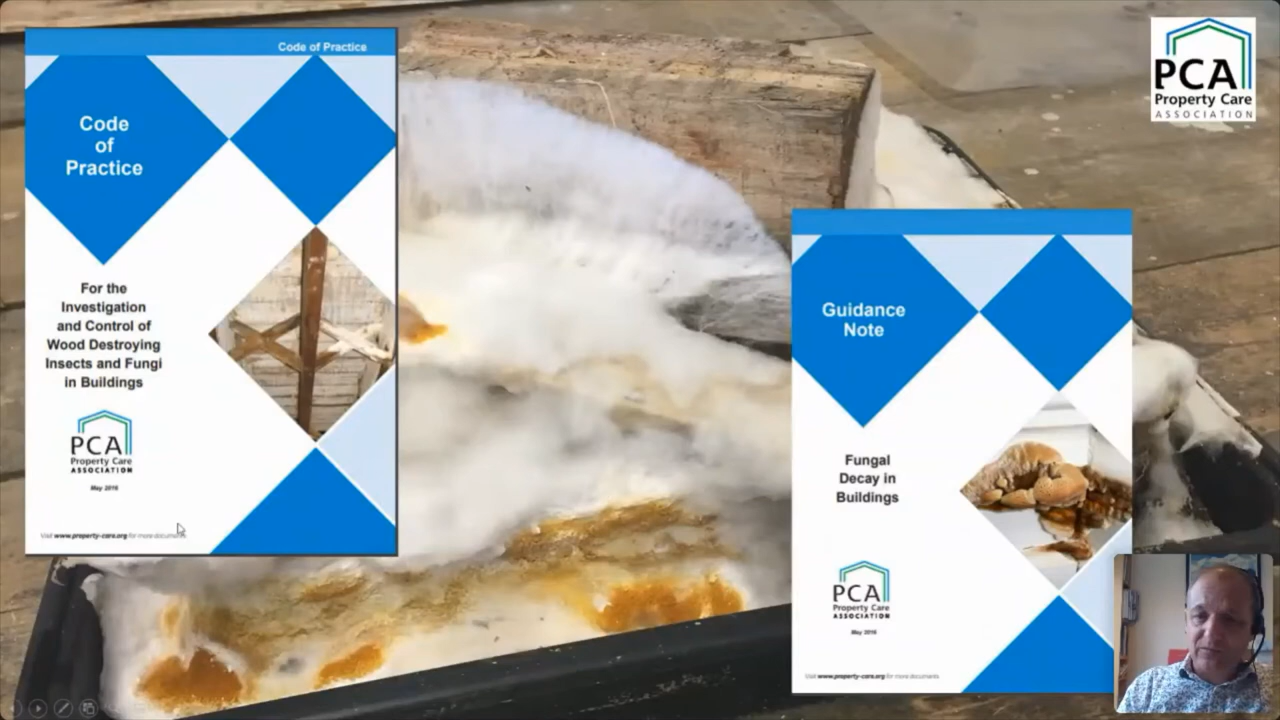 Code of Practice
Code
of
Practice
For the
Investigation
and Control of
Wood Destroying
Insects and Fungi
in Buildings
PCA
Property Care
ASSOCIATION
May 2016
Visit www.property-care.org for more documents
PCA
Property Care
ASSOCIATION
Guidance
Note
Fungal
Decay in
Buildings
PCA
Property Care
ASSOCIATION
May 2016
Visit www.property-care.org for more documents